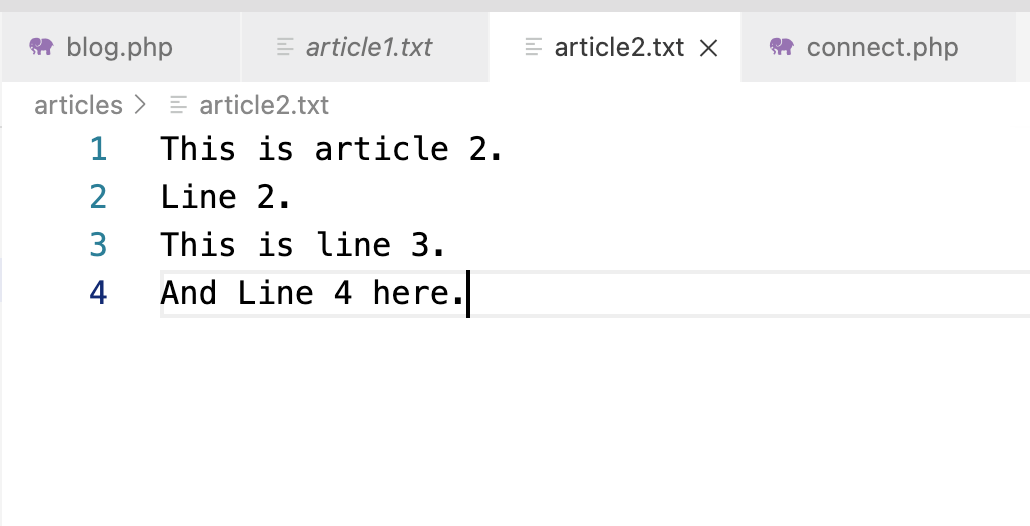 blog.php article1.txt article2.txt connect.php
articles article2.txt
1 This is article 2.
2 Line 2.
3 This is line 3.
4 And Line 4 here.